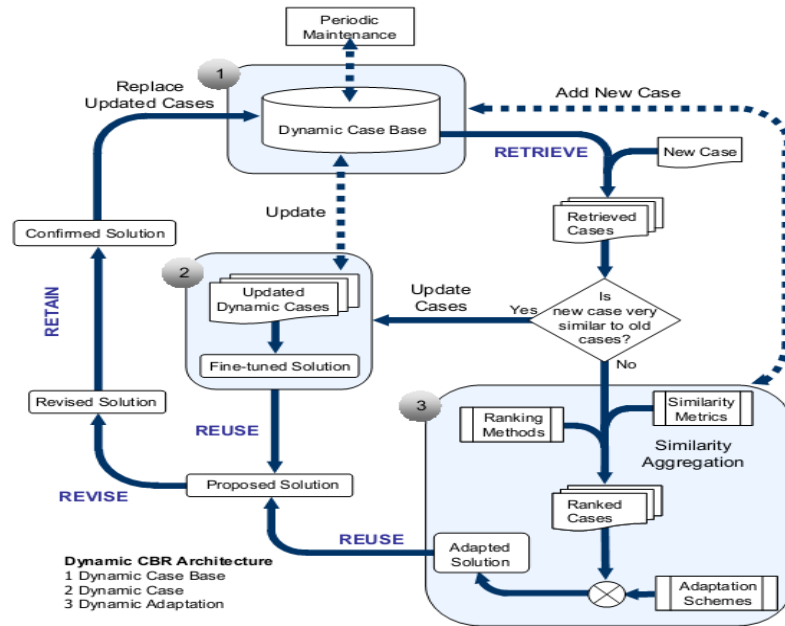 Periodic
Maintenance
1
Replace
Updated Cases
Add New Case
Dynamic Case Base
RETRIEVE
New Case
Update
Retrieved
Cases
Confirmed Solution
2
Updated
Dynamic Cases
Update
Cases
Yes
Is
new case very
similar to old
cases?
RETAIN
Fine-tuned Solution
No
Revised Solution
3
Ranking
Methods
Similarity
Metrics
REUSE
Similarity
Aggregation
REVISE
Proposed Solution
Ranked
Cases
REUSE
Adapted
Solution
Adaptation
Schemes
Dynamic CBR Architecture
1 Dynamic Case Base
2 Dynamic Case
3 Dynamic Adaptation